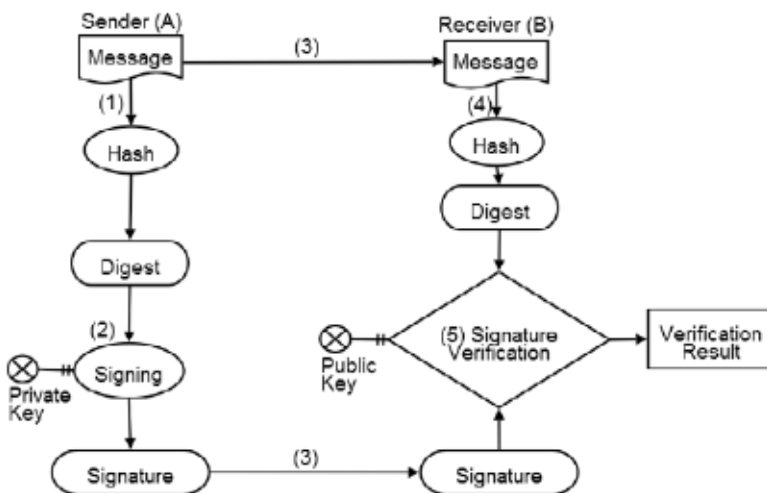 Sender (A)
Receiver (B)
Message
(3)
Message
(1)
(4)
Hash
Hash
Digest
Digest
(2)
Signing
Private
Key
Public
Key
(5) Signature
Verification
Verification
Result
Signature
(3)
Signature